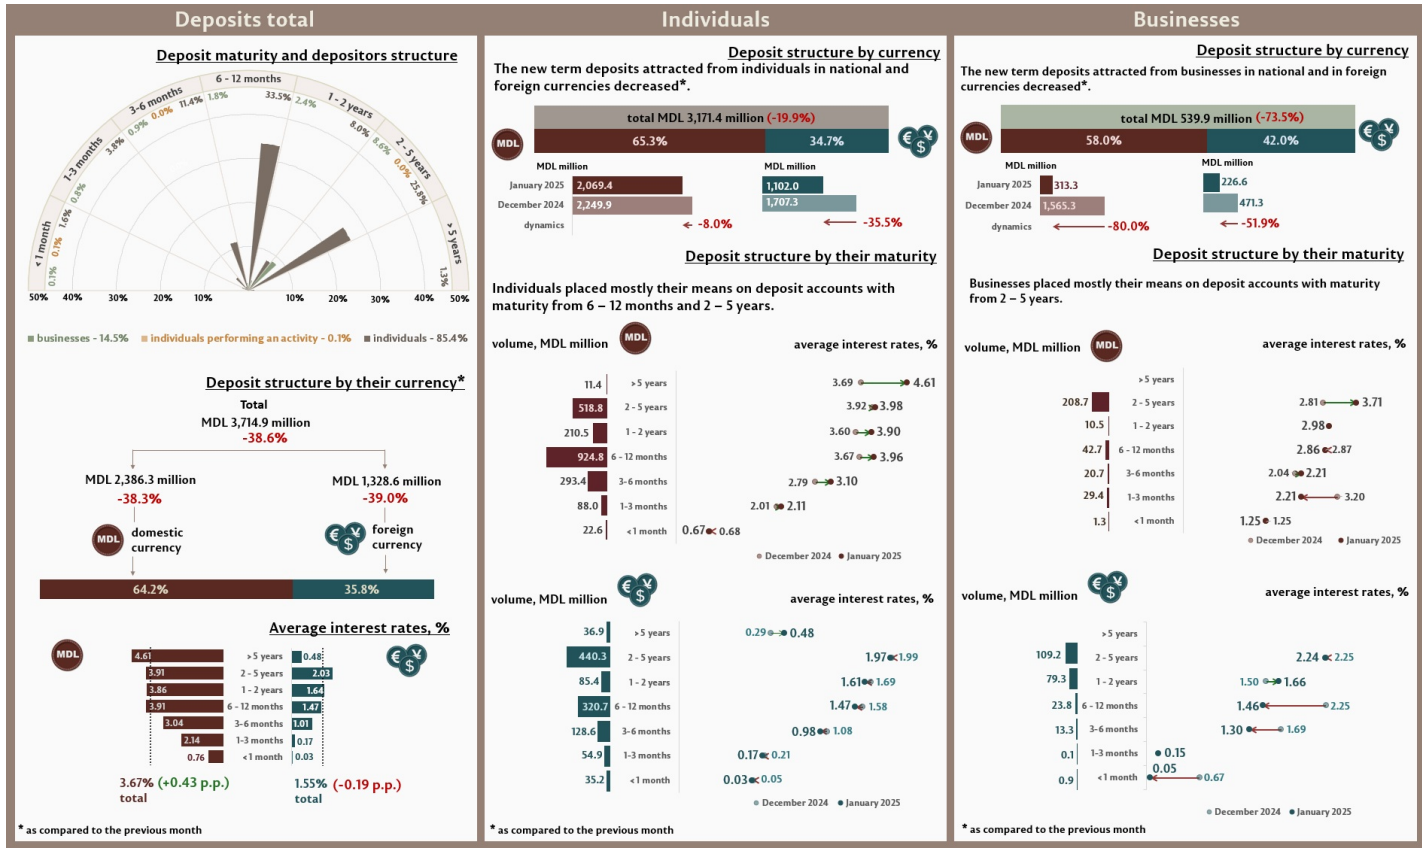 Deposits total
Deposit maturity and depositors structure
6 - 12 months
3-6 months
1 - 2 years
1-3 months
2 - 5 years
< 1 month
> 5 years
0.1%
0.1%
1.6%
0.8%
3.8%
0.9%
0.0%
11.4%
1.8%
33.5%
2.4%
8.0%
8.6%
0.0%
25.8%
1.3%
50% 40% 30% 20% 10% 10% 20% 30% 40% 50%
businesses - 14.5% individuals performing an activity - 0.1% individuals - 85.4%
Deposit structure by their currency*
Total
MDL 3,714.9 million
-38.6%
MDL 2,386.3 million MDL 1,328.6 million
-38.3% -39.0%
MDL domestic currency € ¥ $ foreign currency
64.2% 35.8%
Average interest rates, %
MDL € ¥ $
4.61 > 5 years 0.48
3.91 2 - 5 years 2.03
3.86 1 - 2 years 1.64
3.91 6 - 12 months 1.47
3.04 3-6 months 1.01
2.14 1-3 months 0.17
0.76 < 1 month 0.03
3.67% (+0.43 p.p.) 1.55% (-0.19 p.p.)
total total
* as compared to the previous month
Individuals
Deposit structure by currency
The new term deposits attracted from individuals in national and
foreign currencies decreased*.
total MDL 3,171.4 million (-19.9%)
MDL 65.3% 34.7% € ¥ $
MDL million MDL million
January 2025 2,069.4 1,102.0
December 2024 2,249.9 1,707.3
dynamics -8.0% -35.5%
Deposit structure by their maturity
Individuals placed mostly their means on deposit accounts with
maturity from 6 – 12 months and 2 – 5 years.
volume, MDL million MDL average interest rates, %
11.4 > 5 years 3.69 4.61
518.8 2 - 5 years 3.92 3.98
210.5 1 - 2 years 3.60 3.90
924.8 6 - 12 months 3.67 3.96
293.4 3-6 months 2.79 3.10
88.0 1-3 months 2.01 2.11
22.6 < 1 month 0.67 0.68
December 2024 January 2025
volume, MDL million € ¥ $ average interest rates, %
36.9 > 5 years 0.29 0.48
440.3 2 - 5 years 1.97 1.99
85.4 1 - 2 years 1.61 1.69
320.7 6 - 12 months 1.47 1.58
128.6 3-6 months 0.98 1.08
54.9 1-3 months 0.17 0.21
35.2 < 1 month 0.03 0.05
December 2024 January 2025
* as compared to the previous month
Businesses
Deposit structure by currency
The new term deposits attracted from businesses in national and in foreign
currencies decreased*.
total MDL 539.9 million (-73.5%)
MDL 58.0% 42.0% € ¥ $
MDL million MDL million
January 2025 313.3 226.6
December 2024 1,565.3 471.3
dynamics -80.0% -51.9%
Deposit structure by their maturity
Businesses placed mostly their means on deposit accounts with maturity
from 2 – 5 years.
volume, MDL million MDL average interest rates, %
> 5 years
208.7 2 - 5 years 2.81 3.71
10.5 1 - 2 years 2.98
42.7 6 - 12 months 2.86 2.87
20.7 3-6 months 2.04 2.21
29.4 1-3 months 2.21 3.20
1.3 < 1 month 1.25 1.25
December 2024 January 2025
volume, MDL million € ¥ $ average interest rates, %
> 5 years
109.2 2 - 5 years 2.24 2.25
79.3 1 - 2 years 1.50 1.66
23.8 6 - 12 months 1.46 2.25
13.3 3-6 months 1.30 1.69
0.1 1-3 months 0.15
0.9 < 1 month 0.05 0.67
December 2024 January 2025
* as compared to the previous month